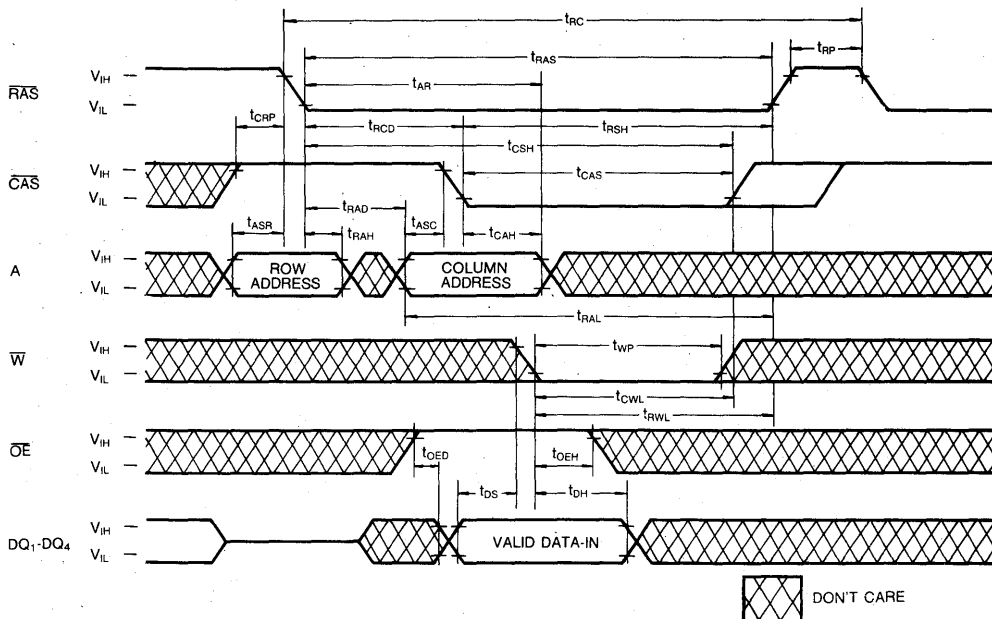 tRC
tRP
tRAS
tAR
RAS
VIH
VIL
tCRP
tRCD
tRSH
tCSH
CAS
VIH
VIL
tCAS
tRAD
tASR
tRAH
tASC
tCAH
A
VIH
VIL
ROW
ADDRESS
COLUMN
ADDRESS
tRAL
W
VIH
VIL
tWP
tCWL
tRWL
OE
VIH
VIL
tOED
tOEH
tDS
tDH
DQ1-DQ4
VIH
VIL
VALID DATA-IN
DON'T CARE